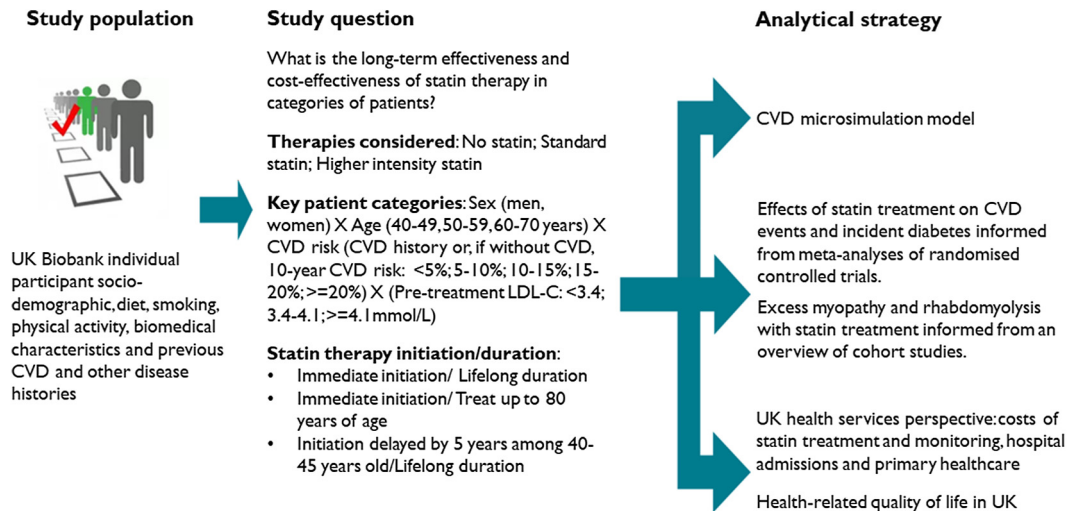 Study population
UK Biobank individual
participant socio-
demographic, diet, smoking,
physical activity, biomedical
characteristics and previous
CVD and other disease
histories
Study question
What is the long-term effectiveness and
cost-effectiveness of statin therapy in
categories of patients?
Therapies considered: No statin; Standard
statin; Higher intensity statin
Key patient categories: Sex (men,
women) X Age (40-49, 50-59, 60-70 years) X
CVD risk (CVD history or, if without CVD,
10-year CVD risk: <5%; 5-10%; 10-15%; 15-
20%; >=20%) X (Pre-treatment LDL-C: <3.4;
3.4-4.1; >=4.1mmol/L)
Statin therapy initiation/duration:
• Immediate initiation/ Lifelong duration
• Immediate initiation/ Treat up to 80
years of age
• Initiation delayed by 5 years among 40-
45 years old/Lifelong duration
Analytical strategy
CVD microsimulation model
Effects of statin treatment on CVD
events and incident diabetes informed
from meta-analyses of randomised
controlled trials.
Excess myopathy and rhabdomyolysis
with statin treatment informed from an
overview of cohort studies.
UK health services perspective: costs of
statin treatment and monitoring, hospital
admissions and primary healthcare
Health-related quality of life in UK